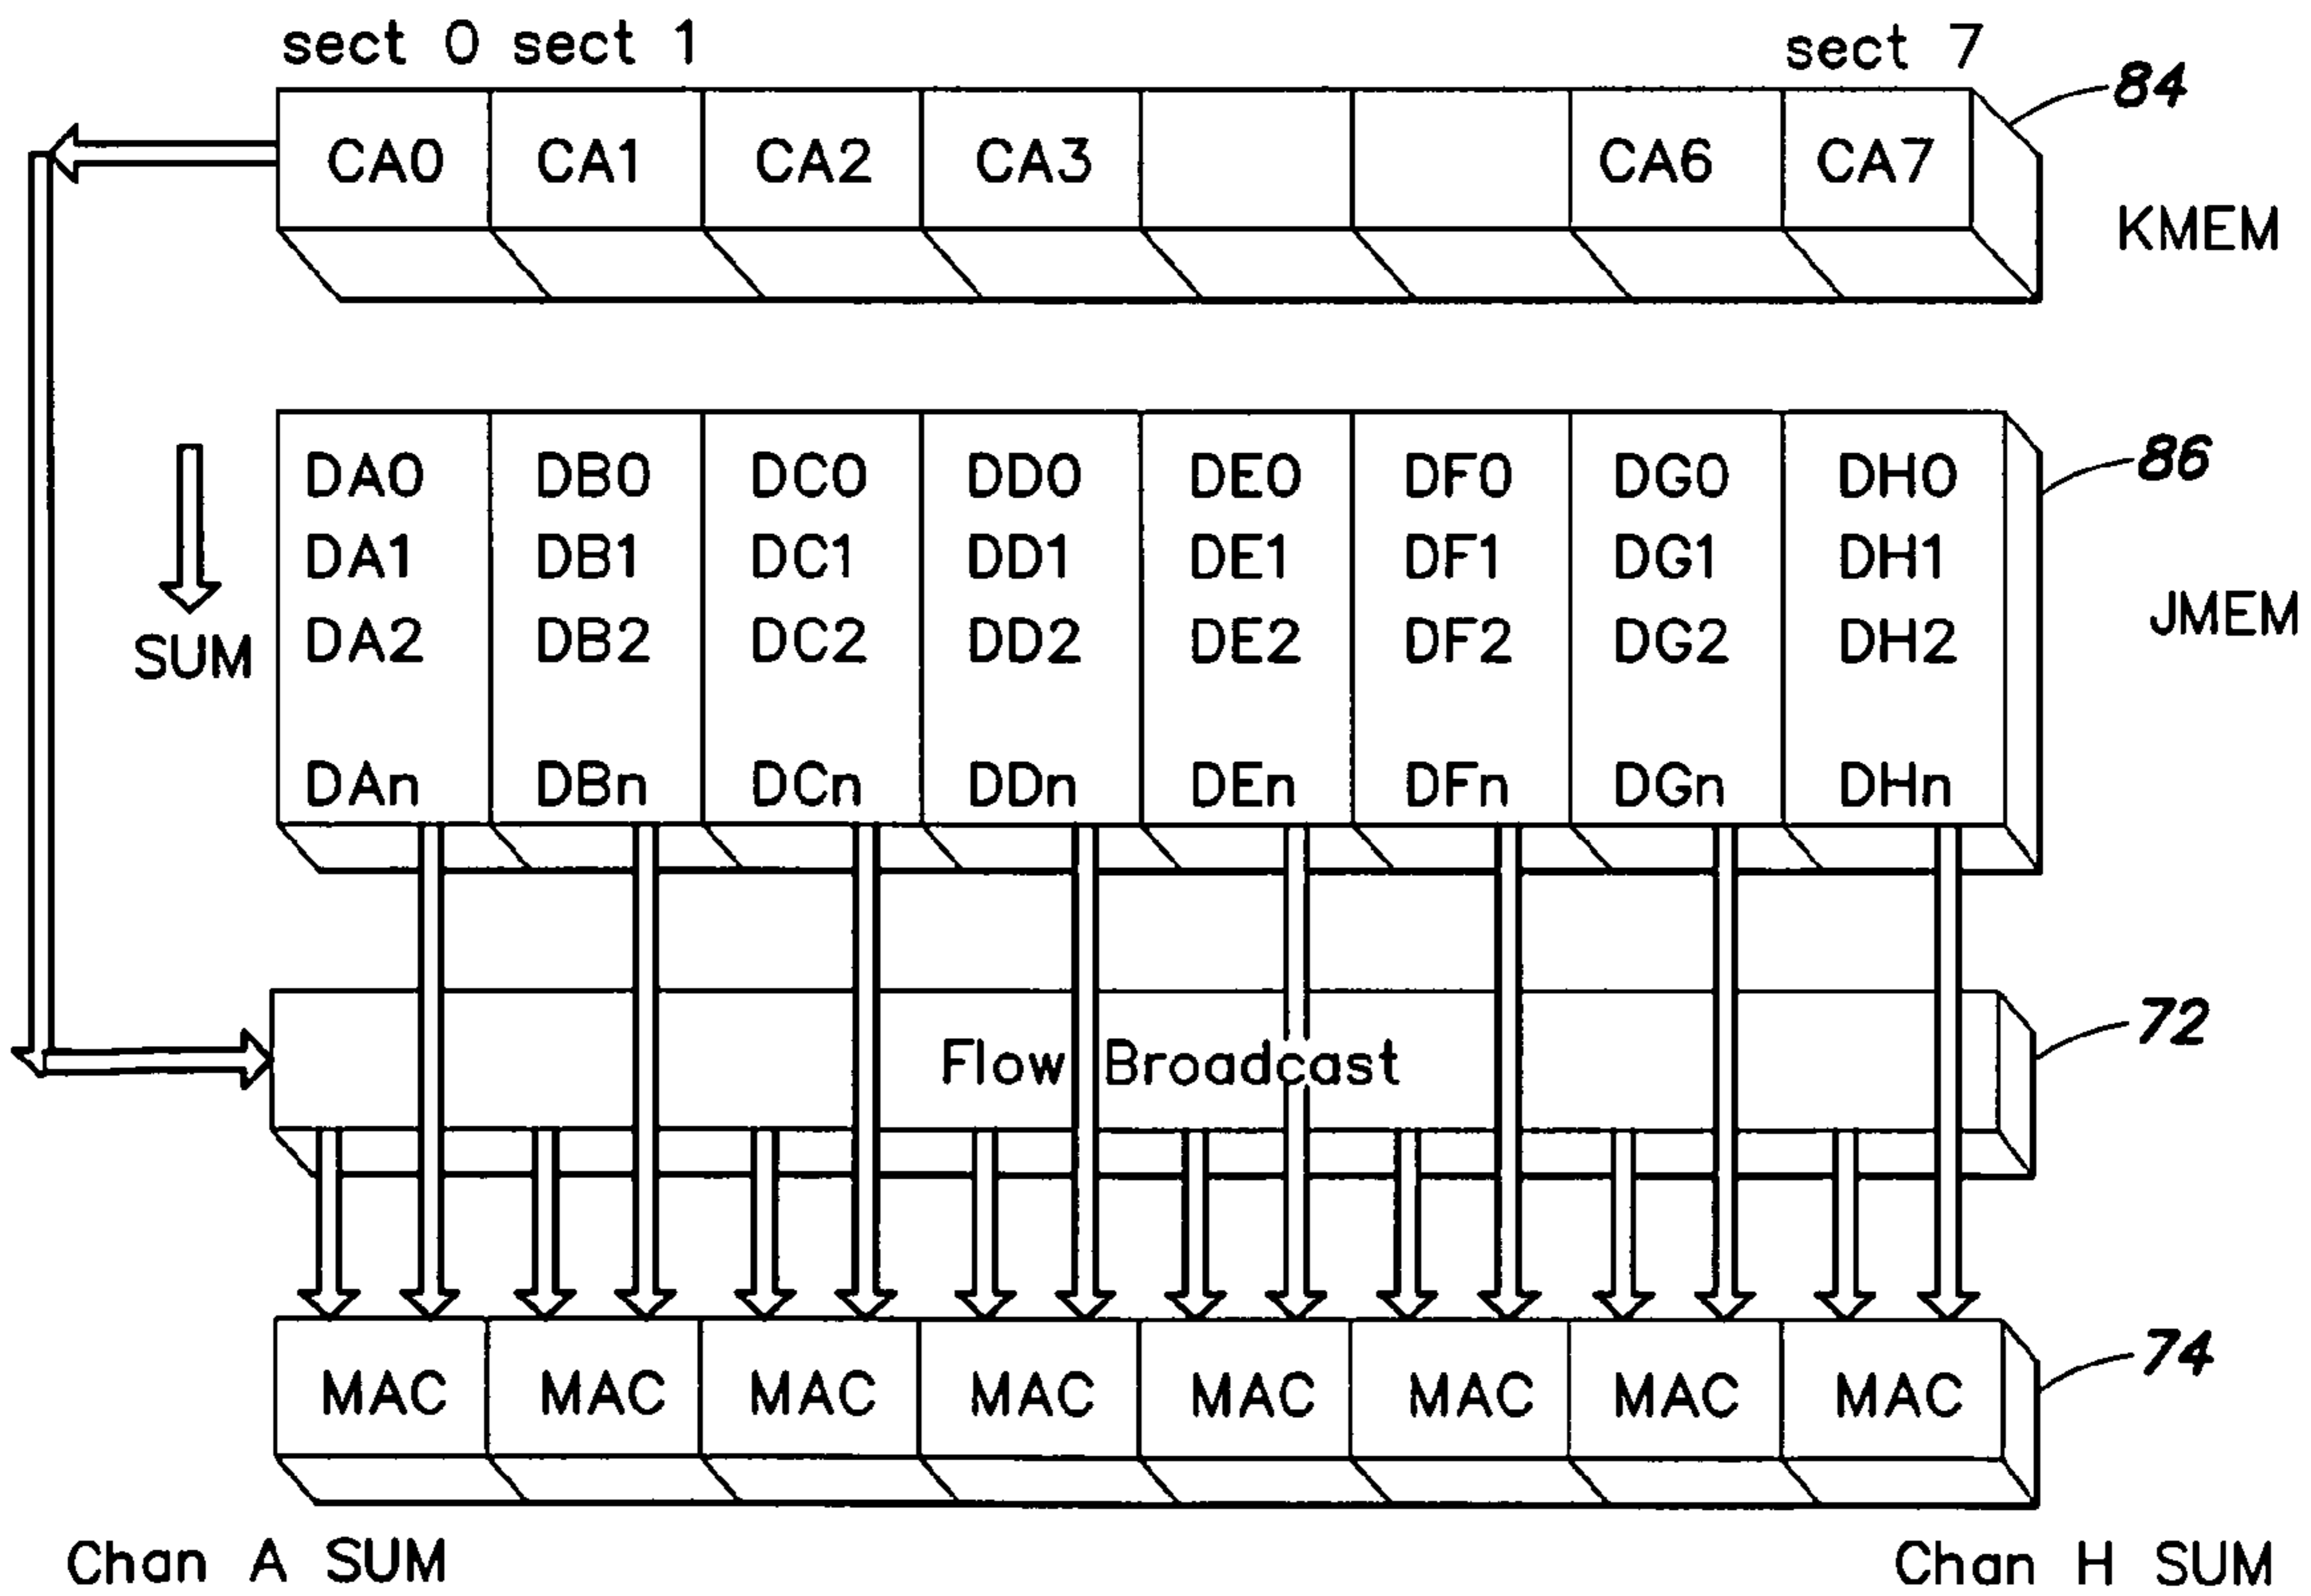 sect 0 sect 1 sect 7
84
CA0 CA1 CA2 CA3 CA6 CA7
KMEM
DA0 DB0 DC0 DD0 DE0 DF0 DG0 DH0
86
DA1 DB1 DC1 DD1 DE1 DF1 DG1 DH1
JMEM
SUM
DA2 DB2 DC2 DD2 DE2 DF2 DG2 DH2
DAn DBn DCn DDn DEn DFn DGn DHn
72
Flow Broadcast
74
MAC MAC MAC MAC MAC MAC MAC MAC
Chan A SUM Chan H SUM